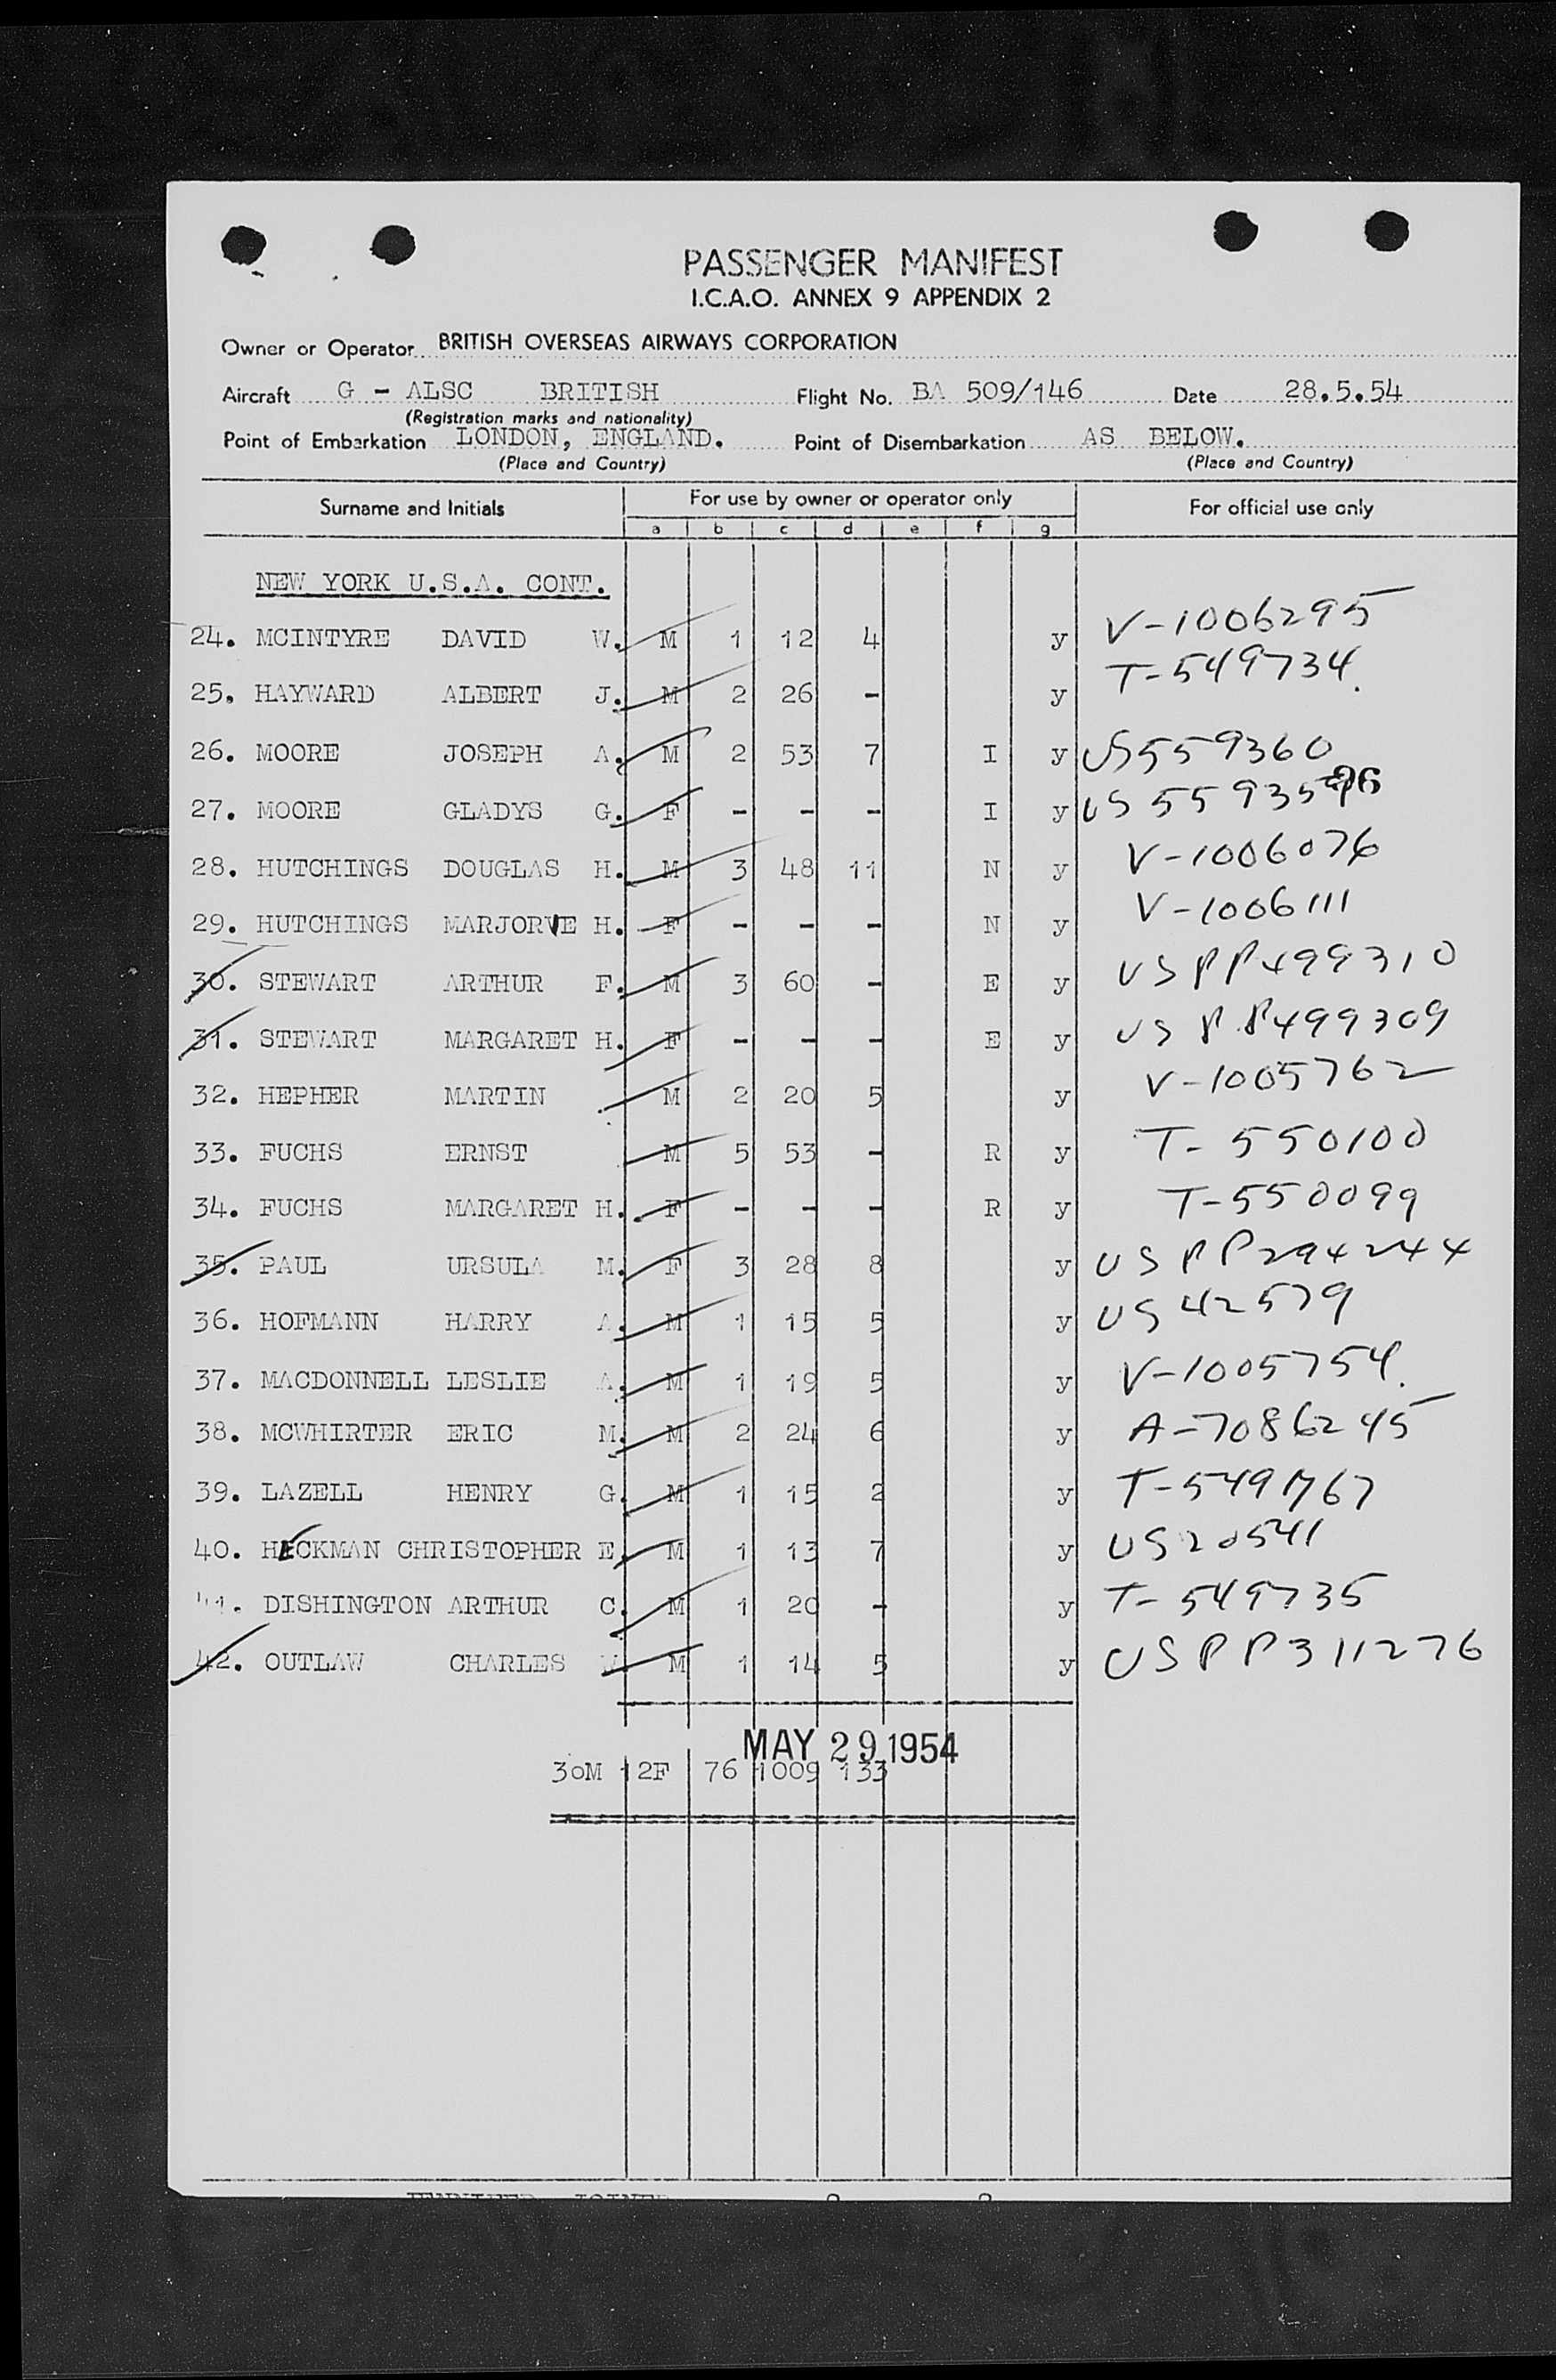 PASSENGER MANIFEST
I.C.A.O. ANNEX 9 APPENDIX 2
Owner or Operator BRITISH OVERSEAS AIRWAYS CORPORATION
Aircraft G - ALSC BRITISH Flight No. BA 509/146 Date 28.5.54
(Registration marks and nationality)
Point of Embarkation LONDON, ENGLAND. Point of Disembarkation AS BELOW.
(Place and Country) (Place and Country)
Surname and Initials For use by owner or operator only For official use only
a b c d e f g
NEW YORK U.S.A. CONT.
24. MCINTYRE DAVID W. M 1 12 4 y V-1006295
25. HAYWARD ALBERT J. M 2 26 - y T-549734
26. MOORE JOSEPH A. M 2 53 7 I y US559360
27. MOORE GLADYS G. F - - - I y US
28. HUTCHINGS DOUGLAS H. M 3 48 11 N y V-1006076
29. HUTCHINGS MARJORIE H. F - - - N y V-1006111
30. STEWART ARTHUR F. M 3 60 - E y USPP499310
31. STEWART MARGARET H. F - - - E y USPP499309
32. HEPHER MARTIN . M 2 20 5 y V-1005762
33. FUCHS ERNST M 5 53 - R y T-550100
34. FUCHS MARGARET H. F - - - R y T-550099
35. PAUL URSULA M. F 3 28 8 y USPP294244
36. HOFMANN HARRY A. M 1 15 5 y US42579
37. MACDONNELL LESLIE A. M 1 19 5 y V-1005754
38. MCWHIRTER ERIC M. M 2 24 6 y A-7086245
39. LAZELL HENRY G. M 1 15 2 y T-549767
40. HECKMAN CHRISTOPHER E. M 1 13 7 y US20541
41. DISHINGTON ARTHUR C. M 1 20 - y T-549735
42. OUTLAW CHARLES M 1 14 5 y USPP311276
MAY 29 1954
30M 12F 76 1009 133